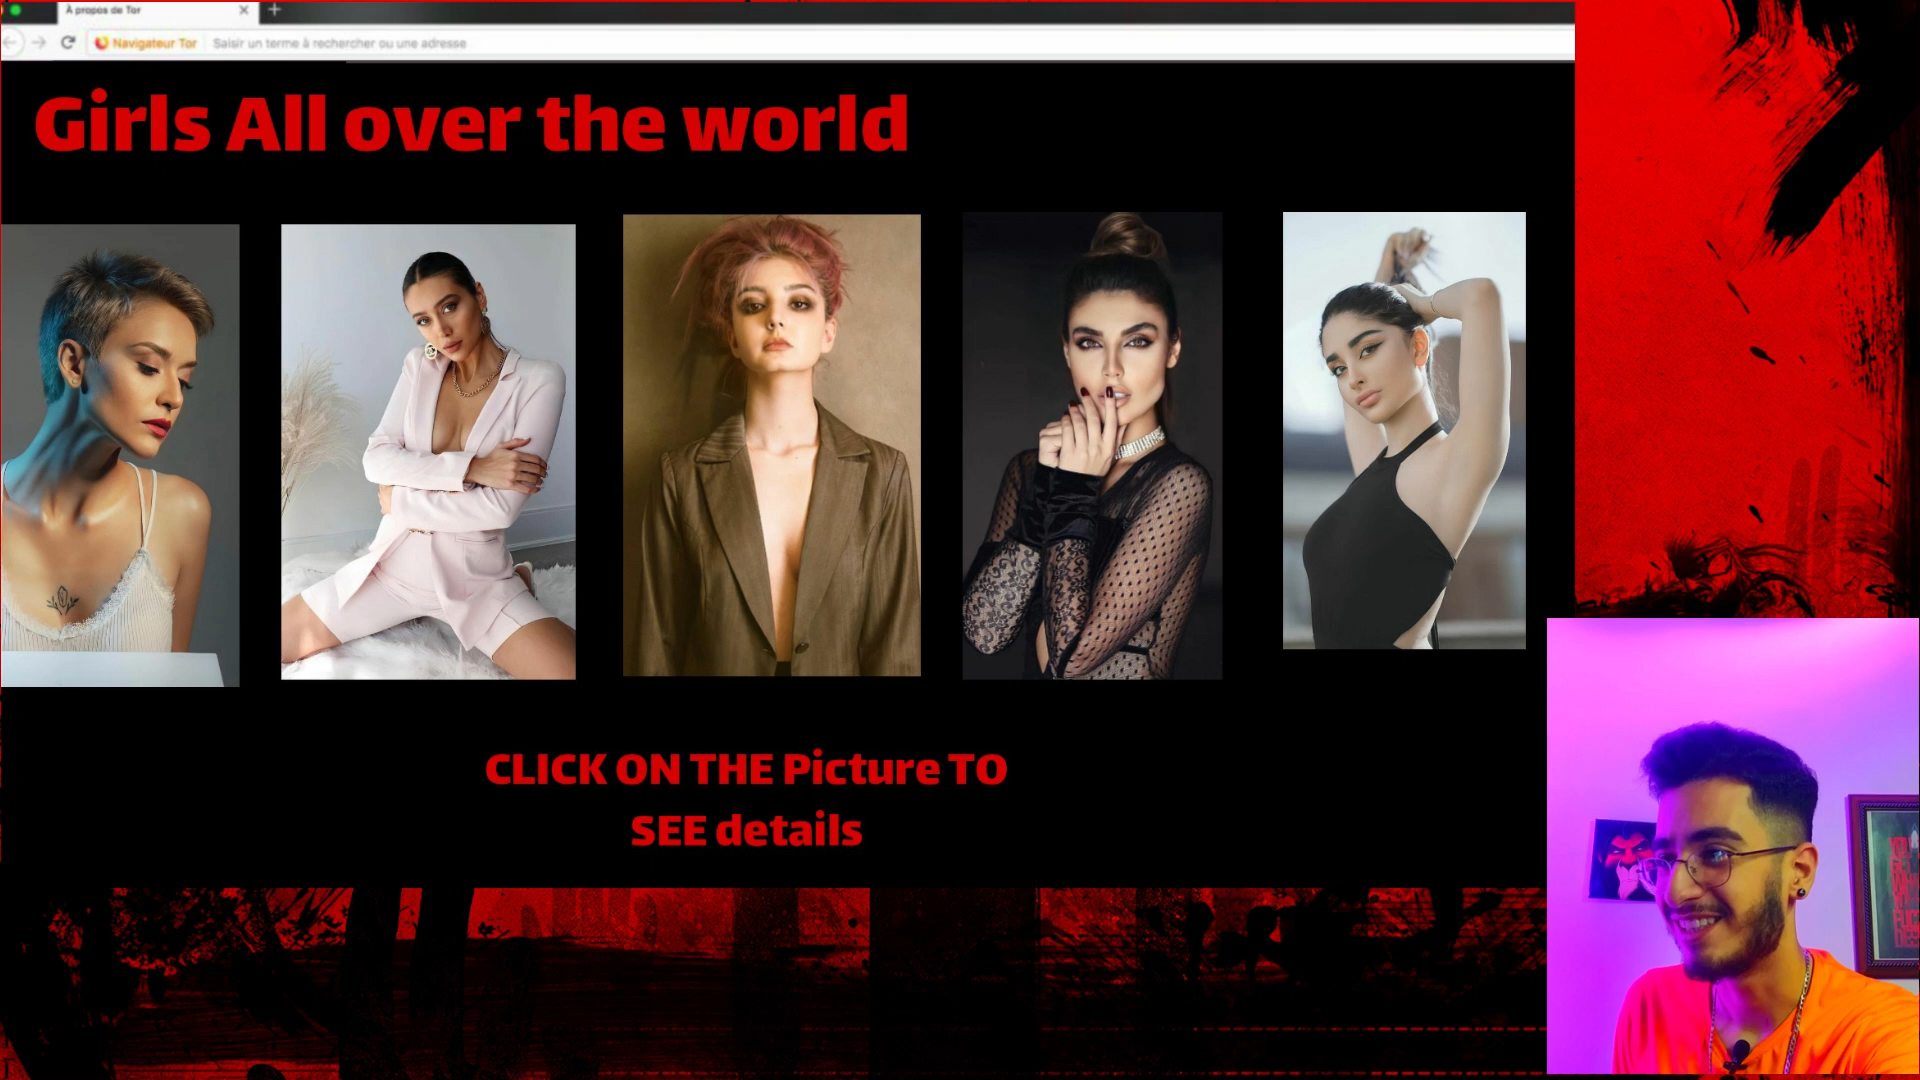 À propos de Tor
Navigateur Tor
Saisir un terme à rechercher ou une adresse
Girls All over the world
CLICK ON THE Picture TO
SEE details